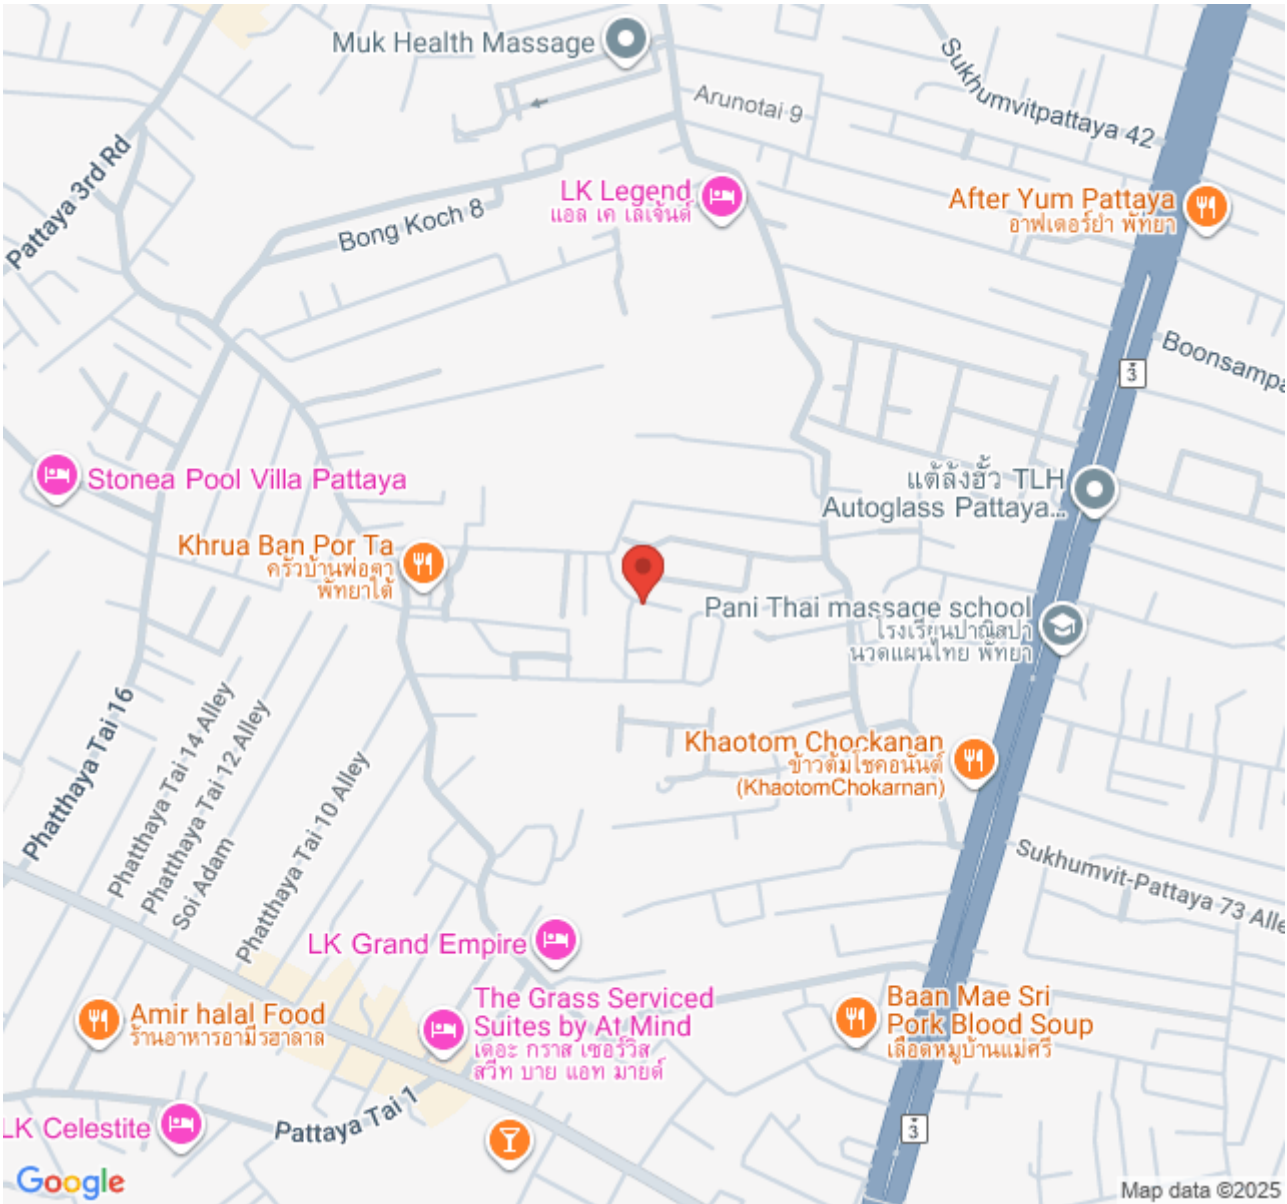 Muk Health Massage
Arunotai 9
Sukhumvitpattaya 42
Pattaya 3rd Rd
LK Legend
แอล เค เลเจ้นด์
Bong Koch 8
After Yum Pattaya
อาฟเตอร์ยำ พัทยา
Boonsampa
3
Stonea Pool Villa Pattaya
แต้ล้งฮั้ว TLH
Autoglass Pattaya...
Khrua Ban Por Ta
ครัวบ้านพ่อตา
พัทยาใต้
Pani Thai massage school
โรงเรียนปาณิสปา
นวดแผนไทย พัทยา
Phatthaya Tai 16
Phatthaya Tai 14 Alley
Phatthaya Tai 12 Alley
Soi Adam
Phatthaya Tai 10 Alley
Khaotom Chockanan
ข้าวต้มโชคอนันต์
(KhaotomChokarnan)
Sukhumvit-Pattaya 73 Alle
LK Grand Empire
Amir halal Food
ร้านอาหารอามีรฮาลาล
The Grass Serviced
Suites by At Mind
เดอะ กราส เซอร์วิส
สวีท บาย แอท มายด์
Baan Mae Sri
Pork Blood Soup
เลือดหมูบ้านแม่ศรี
LK Celestite
Pattaya Tai 1
3
Google
Map data ©2025